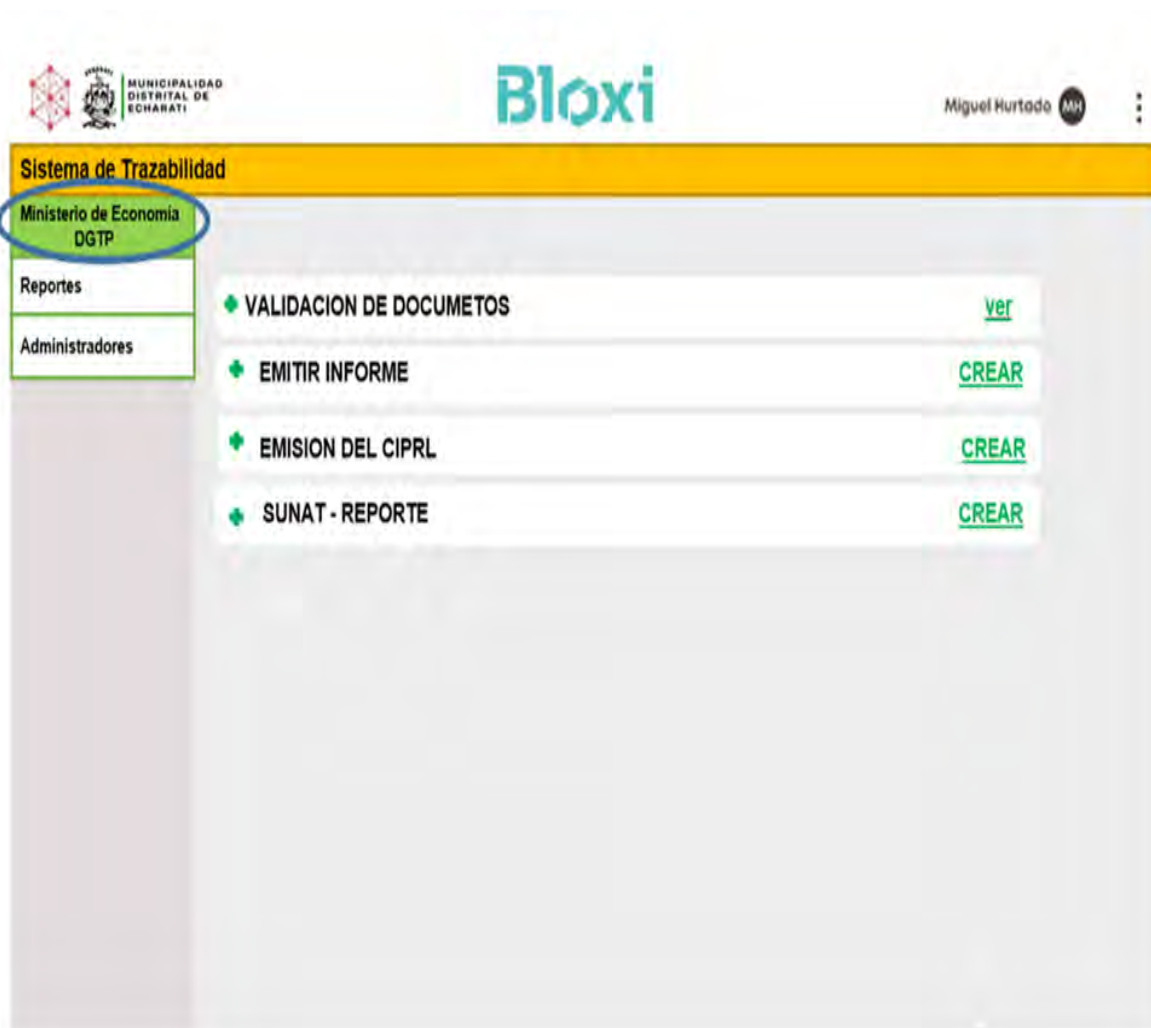 MUNICIPALIDAD
DISTRITAL DE
ECHARATI
Bloxi
Miguel Hurtado MH
Sistema de Trazabilidad
Ministerio de Economía
DGTP
Reportes
Administradores
VALIDACION DE DOCUMETOS ver
EMITIR INFORME CREAR
EMISION DEL CIPRL CREAR
SUNAT - REPORTE CREAR